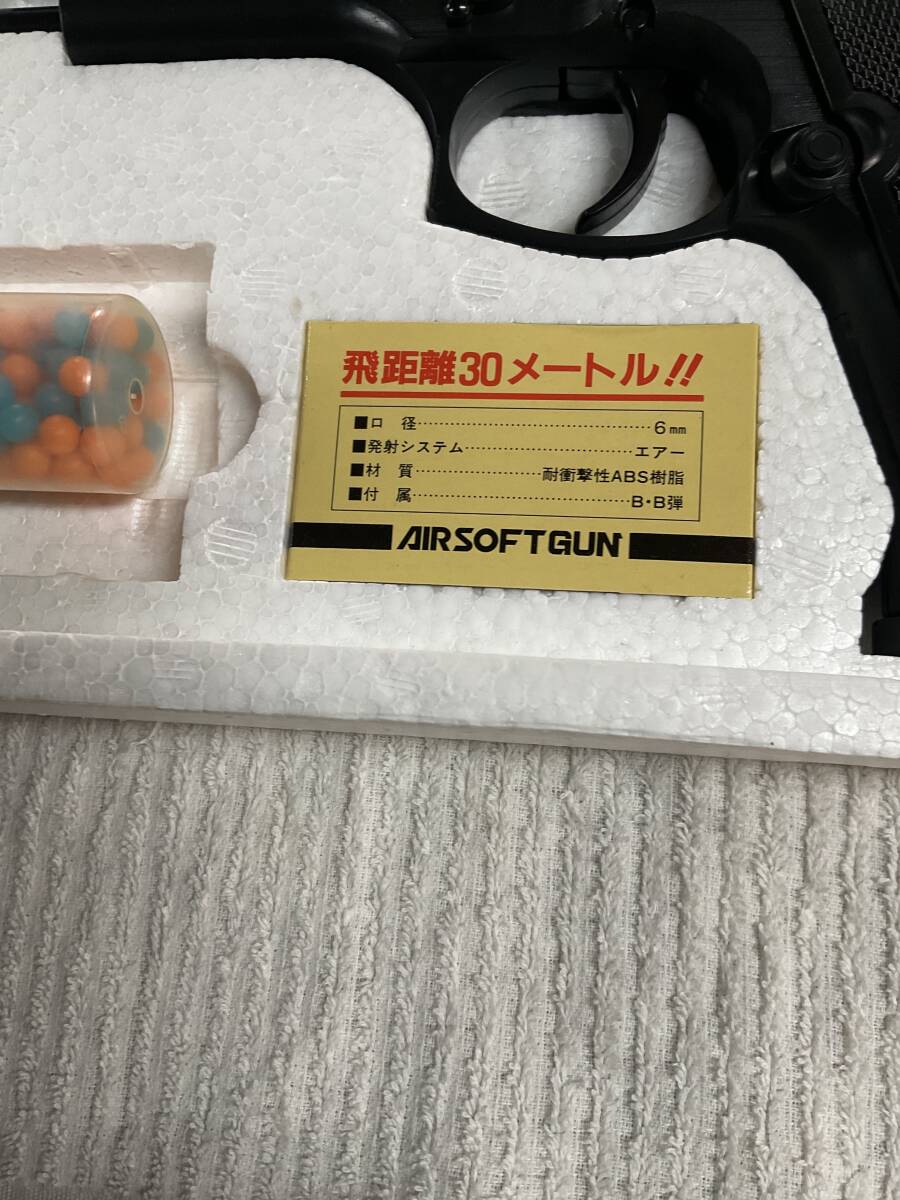 飛距離30メートル!!
■口 径……………………………6mm
■発射システム……………………エアー
■材 質………………耐衝撃性ABS樹脂
■付 属…………………………B・B弾
AIRSOFTGUN